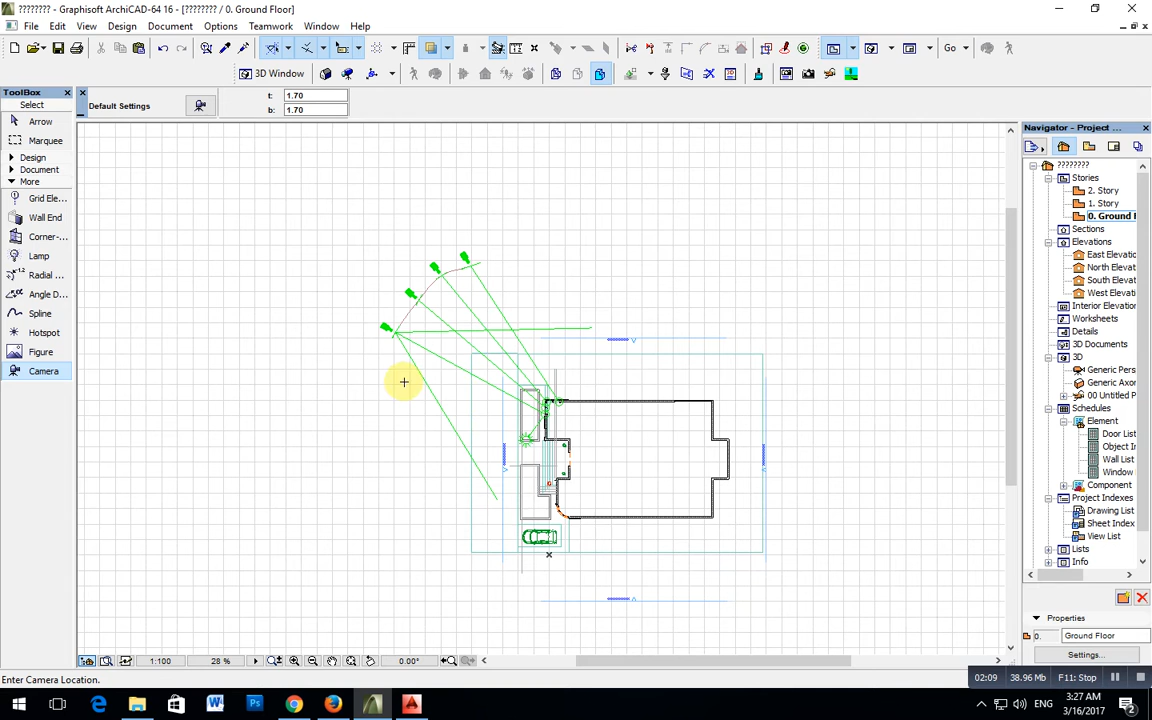 ???????? - Graphisoft ArchiCAD-64 16 - [???????? / 0. Ground Floor]
File Edit View Design Document Options Teamwork Window Help
Go
3D Window
ToolBox
Select
Arrow
Marquee
Design
Document
More
Grid Ele...
Wall End
Corner-...
Lamp
Radial ...
Angle D...
Spline
Hotspot
Figure
Camera
Default Settings
t: 1.70
b: 1.70
Navigator - Project ...
????????
Stories
2. Story
1. Story
0. Ground F
Sections
Elevations
East Elevati
North Elevat
South Elevat
West Elevati
Interior Elevatio
Worksheets
Details
3D Documents
3D
Generic Pers
Generic Axon
00 Untitled P
Schedules
Element
Door List
Object In
Wall List
Window
Component
Project Indexes
Drawing List
Sheet Index
View List
Lists
Info
Properties
0. Ground Floor
Settings...
1:100 28 % 0.00°
Enter Camera Location.
02:09 38.96 Mb F11: Stop
ENG
3:27 AM
3/16/2017
2